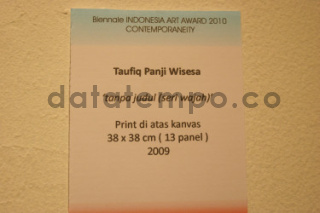 Biennale INDONESIA ART AWARD 2010
CONTEMPORANEITY
Taufiq Panji Wisesa
'tanpa judul (seri wajah)'
datatempo.co
Print di atas kanvas
38 x 38 cm ( 13 panel )
2009